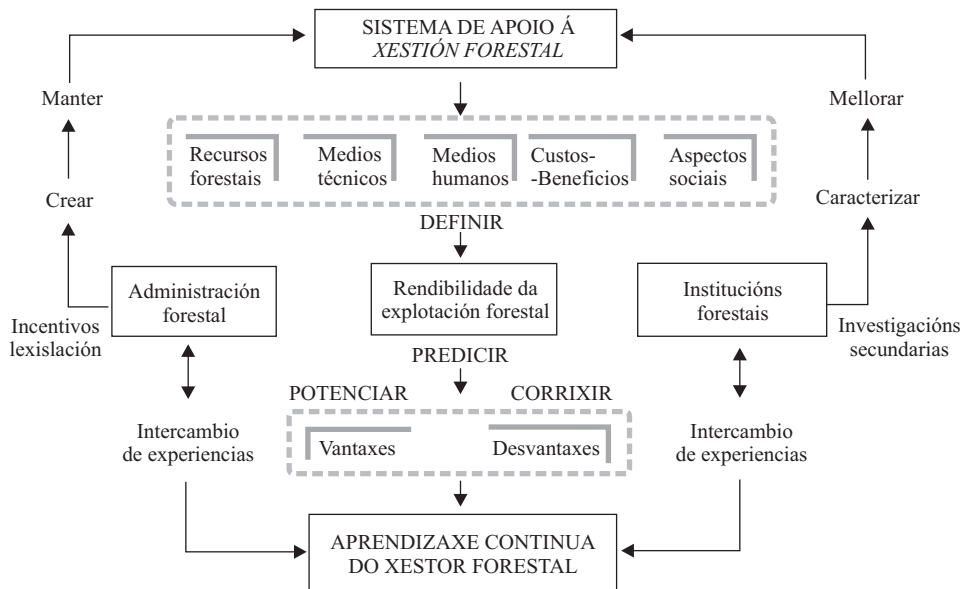 SISTEMA DE APOIO Á
XESTIÓN FORESTAL
Manter
Mellorar
Recursos
forestais
Medios
técnicos
Medios
humanos
Custos-
-Beneficios
Aspectos
sociais
Crear
Caracterizar
DEFINIR
Administración
forestal
Rendibilidade da
explotación forestal
Institucións
forestais
Incentivos
lexislación
Investigacións
secundarias
PREDICIR
POTENCIAR
CORRIXIR
Intercambio
de experiencias
Vantaxes
Desvantaxes
Intercambio
de experiencias
APRENDIZAXE CONTINUA
DO XESTOR FORESTAL